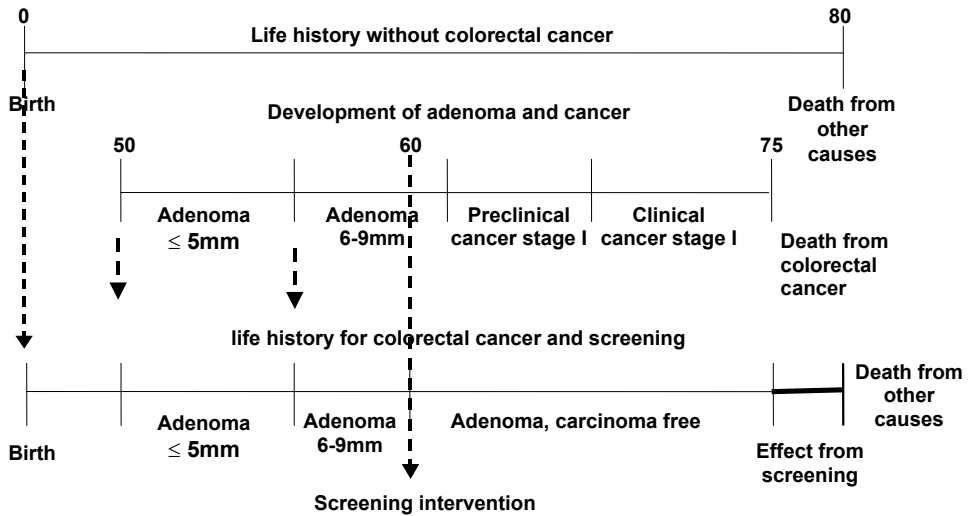 0
80
Life history without colorectal cancer
Birth
Death from
other
causes
Development of adenoma and cancer
50
60
75
Adenoma
≤ 5mm
Adenoma
6-9mm
Preclinical
cancer stage I
Clinical
cancer stage I
Death from
colorectal
cancer
life history for colorectal cancer and screening
Birth
Adenoma
≤ 5mm
Adenoma
6-9mm
Adenoma, carcinoma free
Effect from
screening
Death from
other
causes
Screening intervention